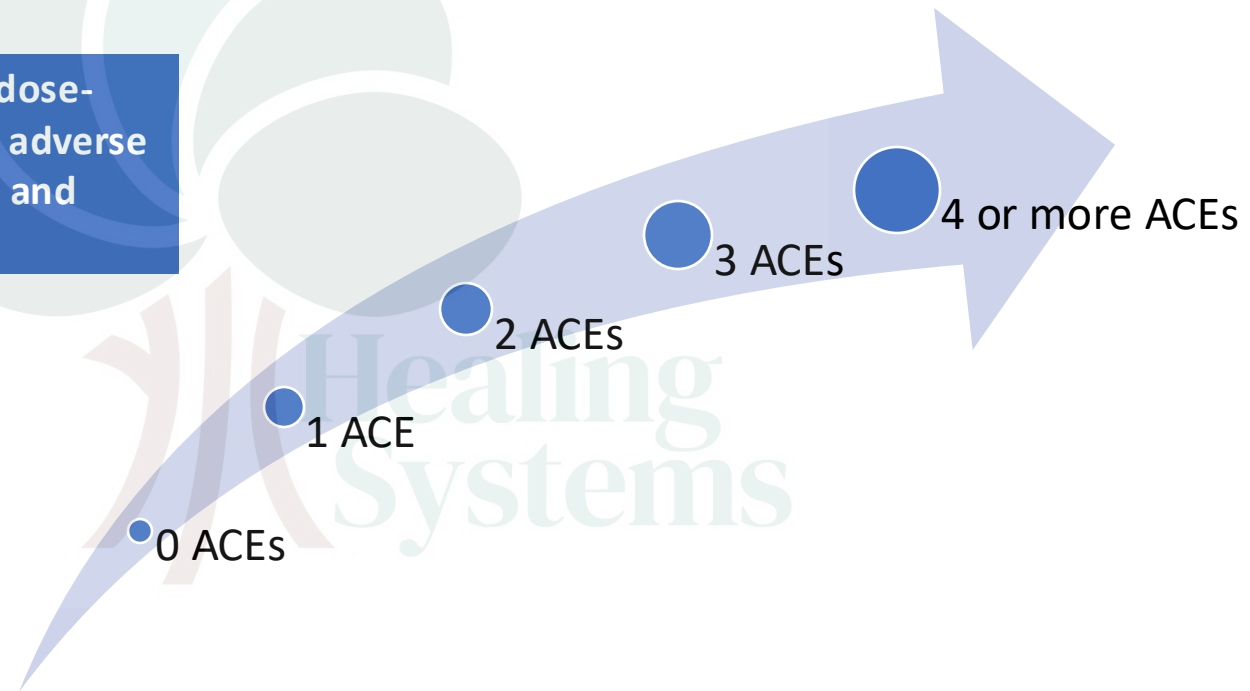 dose-
adverse
and
4 or more ACEs
3 ACEs
2 ACEs
1 ACE
0 ACEs
Healing
Systems